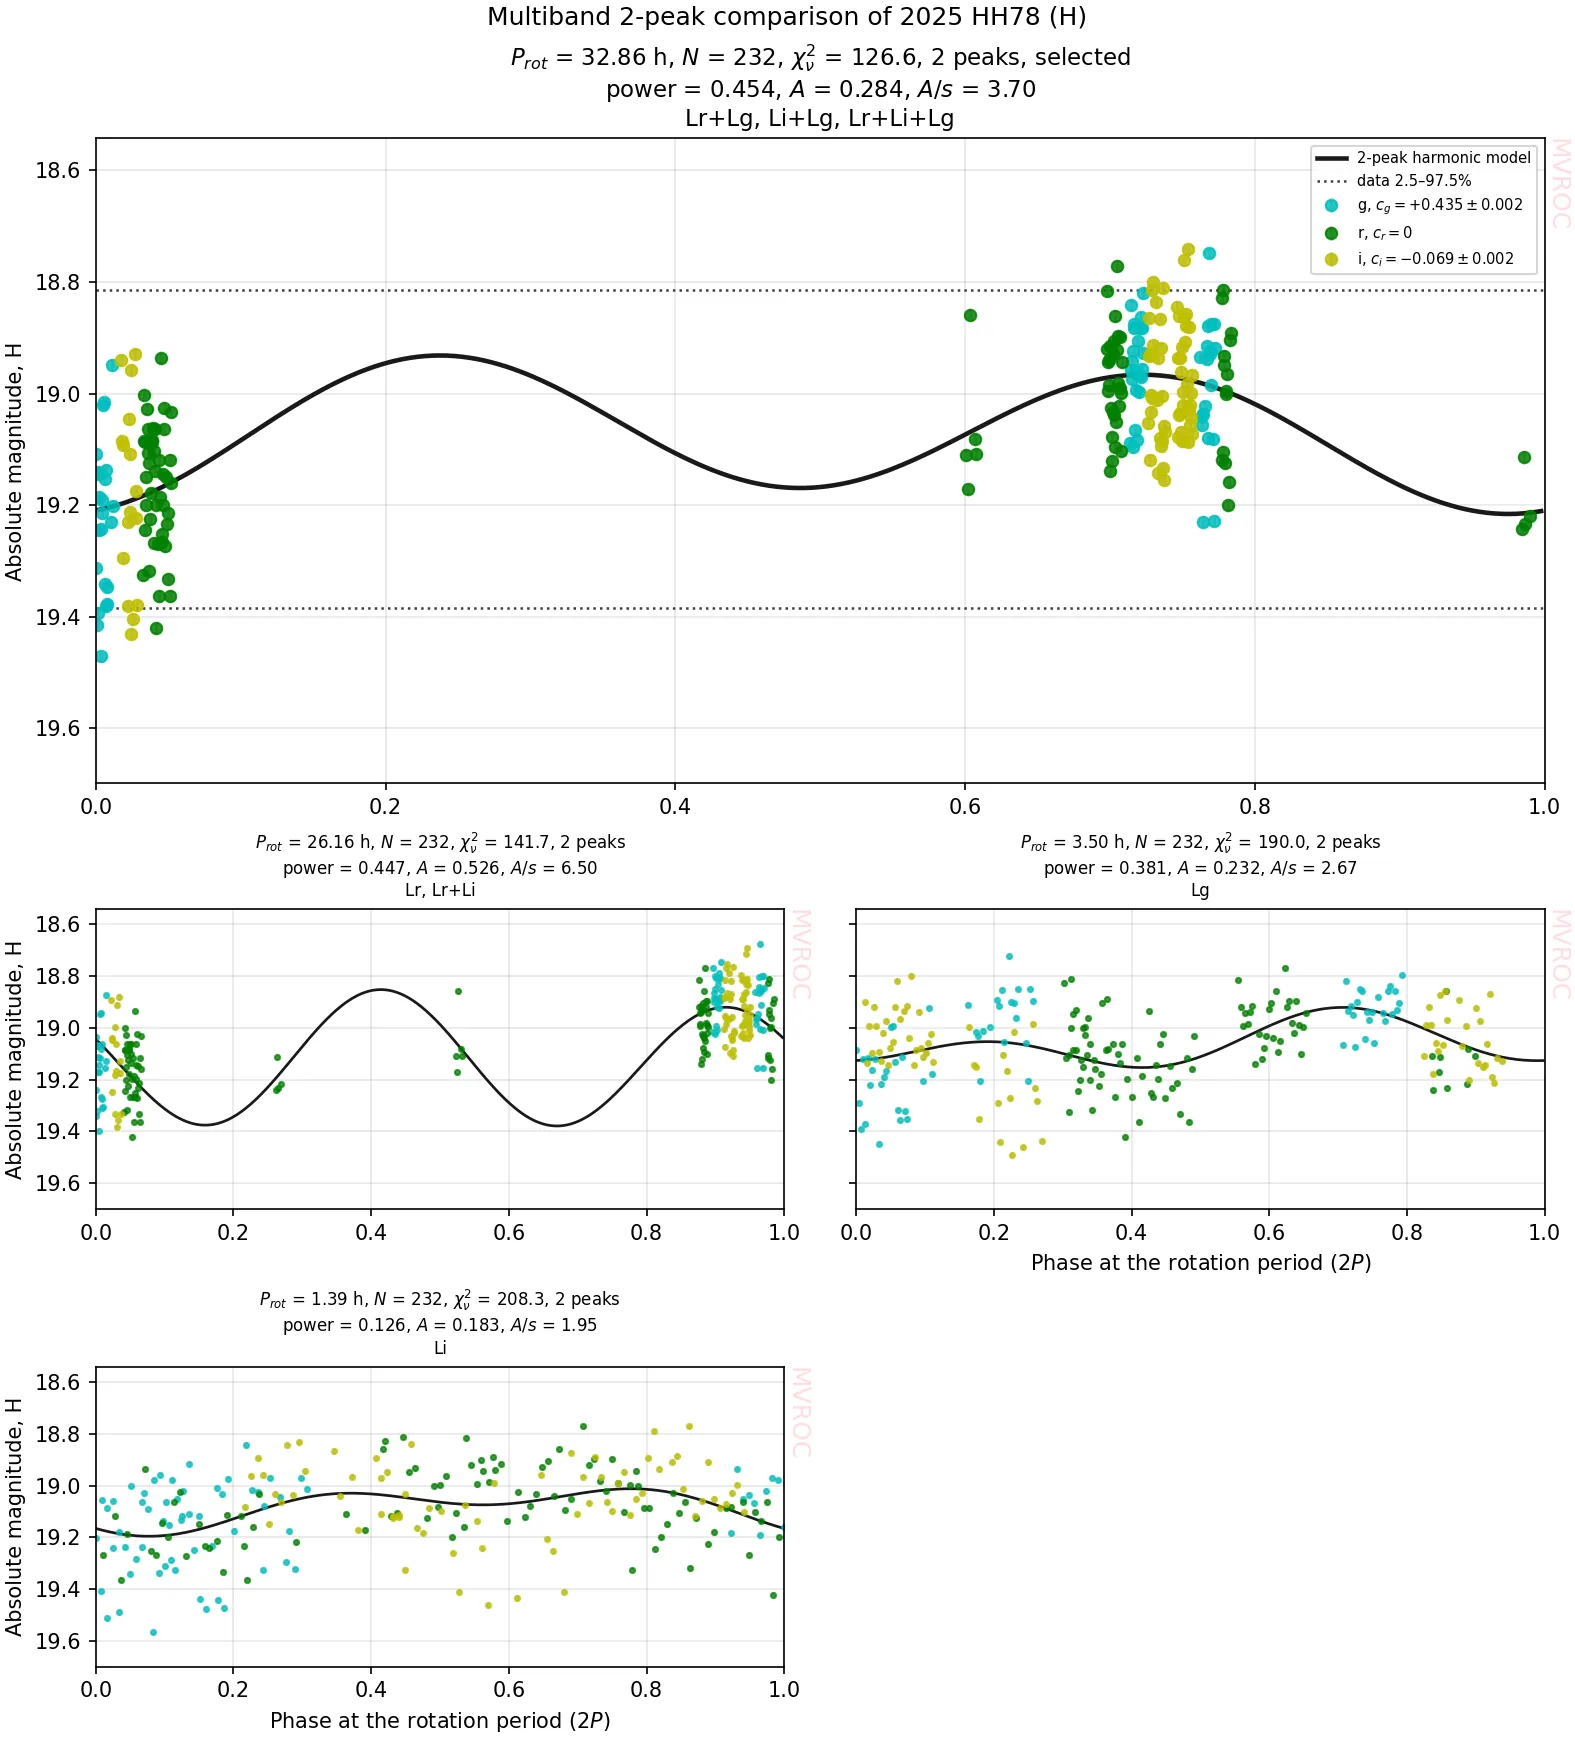 Multiband 2-peak comparison of 2025 HH78 (H)
P_rot = 32.86 h, N = 232, χ²_ν = 126.6, 2 peaks, selected
power = 0.454, A = 0.284, A/s = 3.70
Lr+Lg, Li+Lg, Lr+Li+Lg
2-peak harmonic model
data 2.5–97.5%
g, c_g = +0.435 ± 0.002
r, c_r = 0
i, c_i = −0.069 ± 0.002
MVROC
Absolute magnitude, H
18.6
18.8
19.0
19.2
19.4
19.6
0.0 0.2 0.4 0.6 0.8 1.0
P_rot = 26.16 h, N = 232, χ²_ν = 141.7, 2 peaks
power = 0.447, A = 0.526, A/s = 6.50
Lr, Lr+Li
MVROC
Absolute magnitude, H
18.6
18.8
19.0
19.2
19.4
19.6
0.0 0.2 0.4 0.6 0.8 1.0
P_rot = 3.50 h, N = 232, χ²_ν = 190.0, 2 peaks
power = 0.381, A = 0.232, A/s = 2.67
Lg
MVROC
0.0 0.2 0.4 0.6 0.8 1.0
Phase at the rotation period (2P)
P_rot = 1.39 h, N = 232, χ²_ν = 208.3, 2 peaks
power = 0.126, A = 0.183, A/s = 1.95
Li
MVROC
Absolute magnitude, H
18.6
18.8
19.0
19.2
19.4
19.6
0.0 0.2 0.4 0.6 0.8 1.0
Phase at the rotation period (2P)